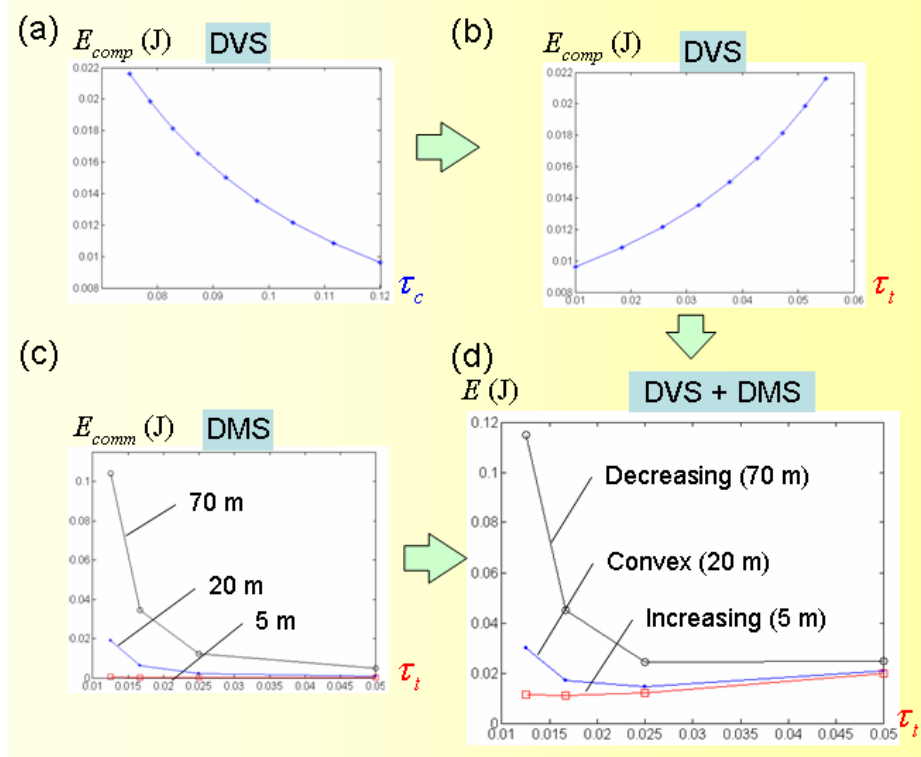 (a)
E_comp (J)
DVS
0.022
0.02
0.018
0.016
0.014
0.012
0.01
0.008
0.08
0.09
0.1
0.11
0.12
τ_c
(b)
E_comp (J)
DVS
0.022
0.02
0.018
0.016
0.014
0.012
0.01
0.008
0.01
0.02
0.03
0.04
0.05
0.06
τ_t
(c)
E_comm (J)
DMS
0.1
0.08
0.06
0.04
0.02
0
70 m
20 m
5 m
0.01
0.015
0.02
0.025
0.03
0.035
0.04
0.045
0.05
τ_t
(d)
E (J)
DVS + DMS
0.12
0.1
0.08
0.06
0.04
0.02
0
Decreasing (70 m)
Convex (20 m)
Increasing (5 m)
0.01
0.015
0.02
0.025
0.03
0.035
0.04
0.045
0.05
τ_t